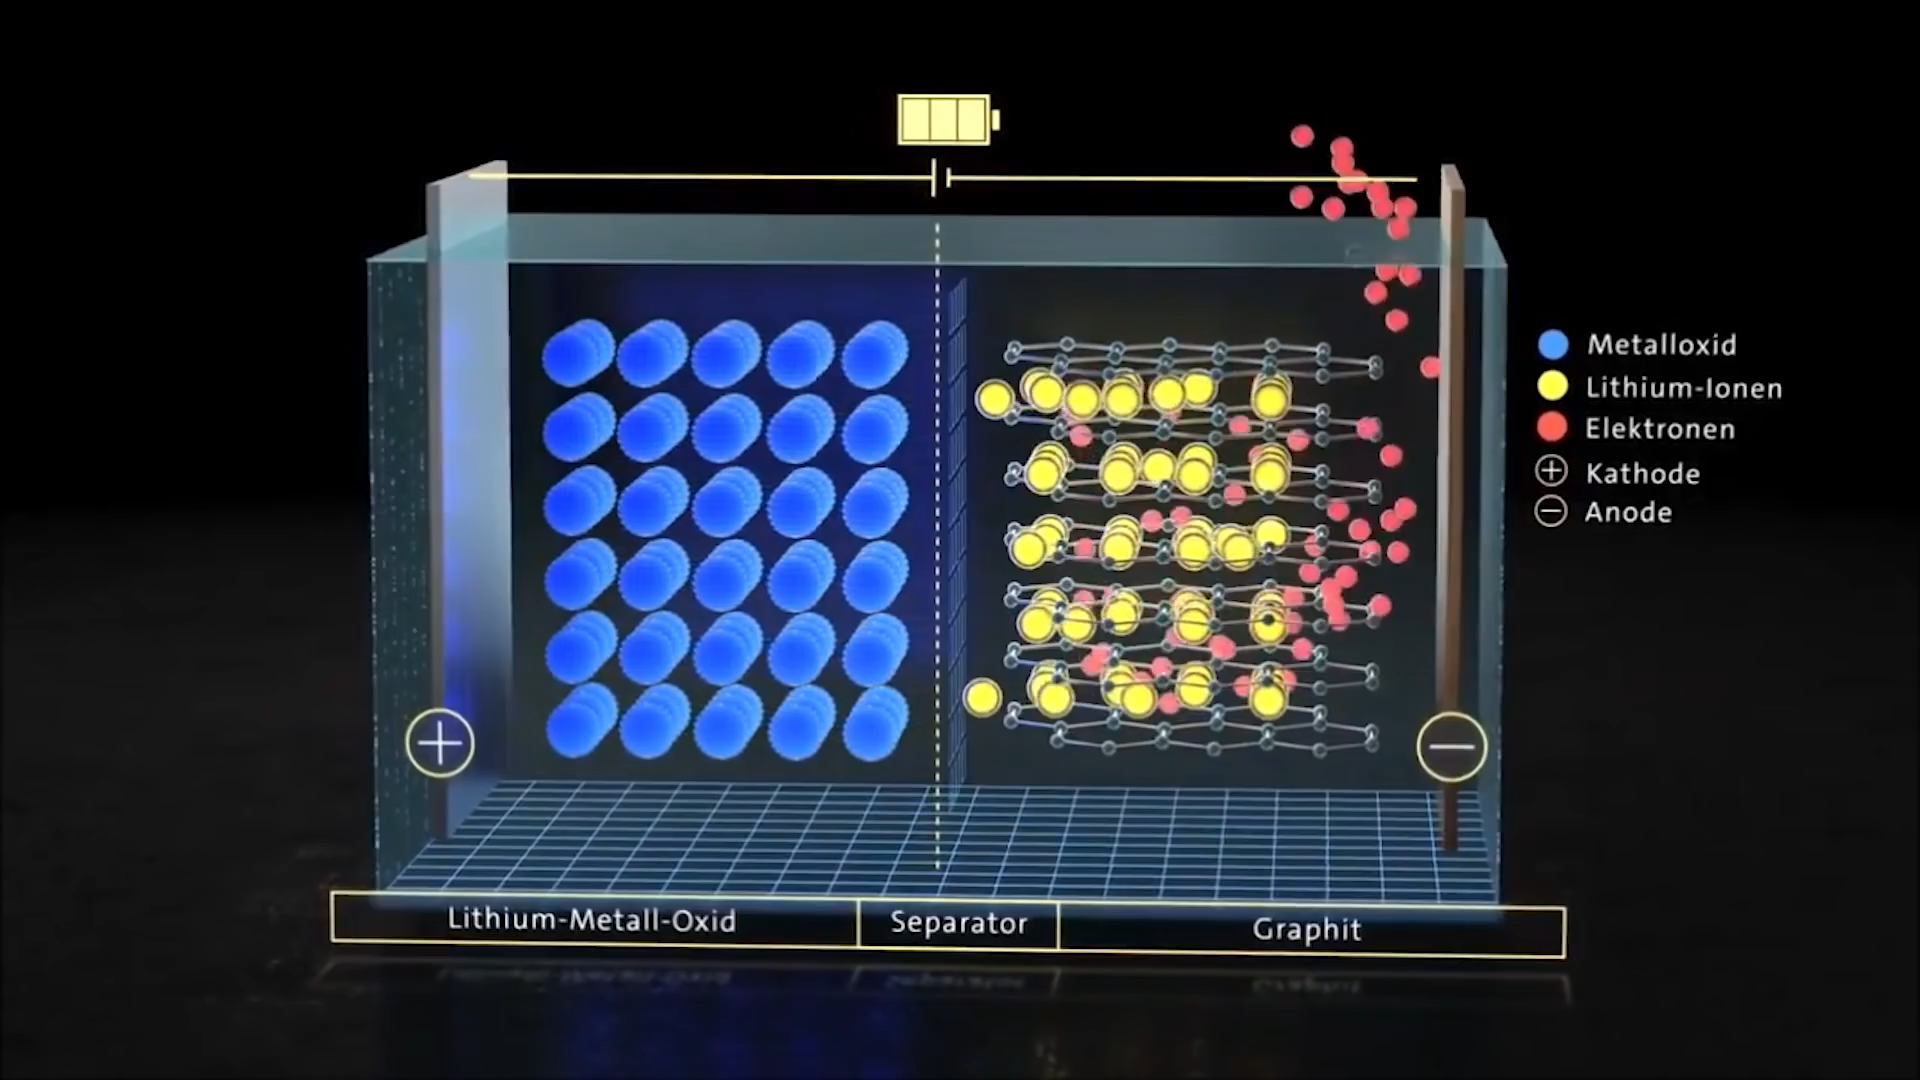 Metalloxid
Lithium-Ionen
Elektronen
+ Kathode
− Anode
+
−
Lithium-Metall-Oxid
Separator
Graphit